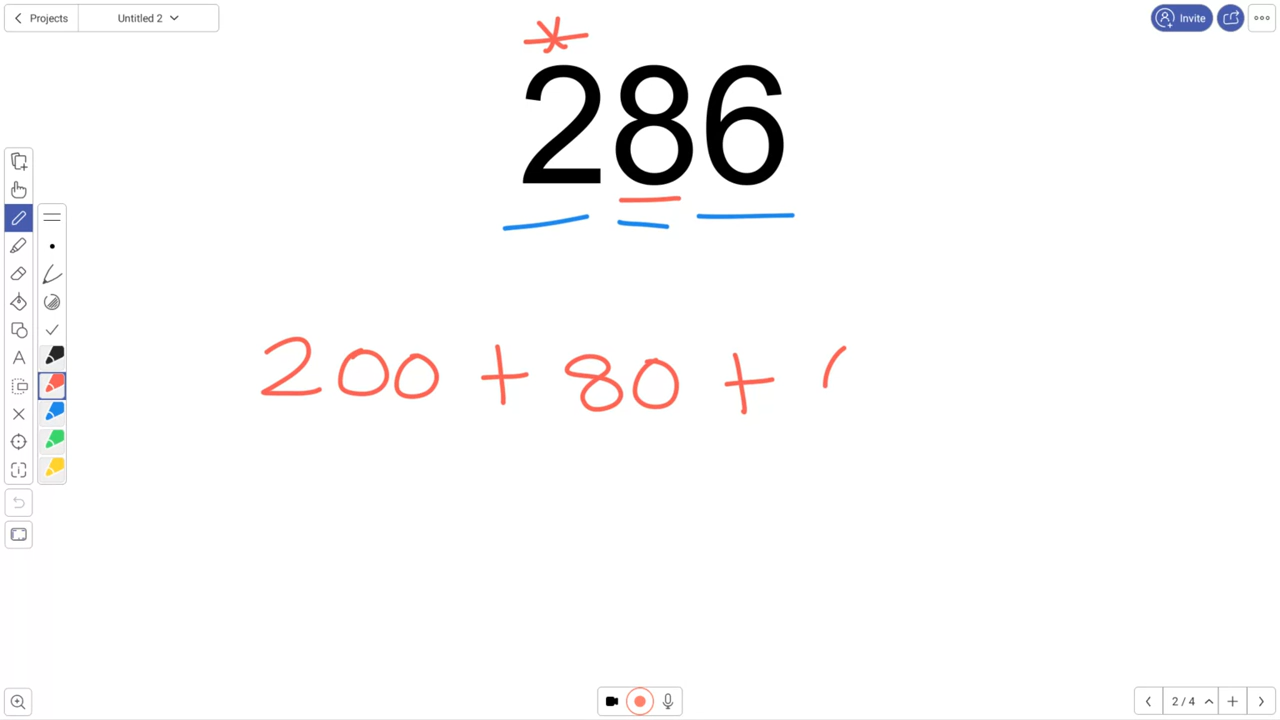 Projects
Untitled 2
Invite
286
200 + 80 +
A
2 / 4